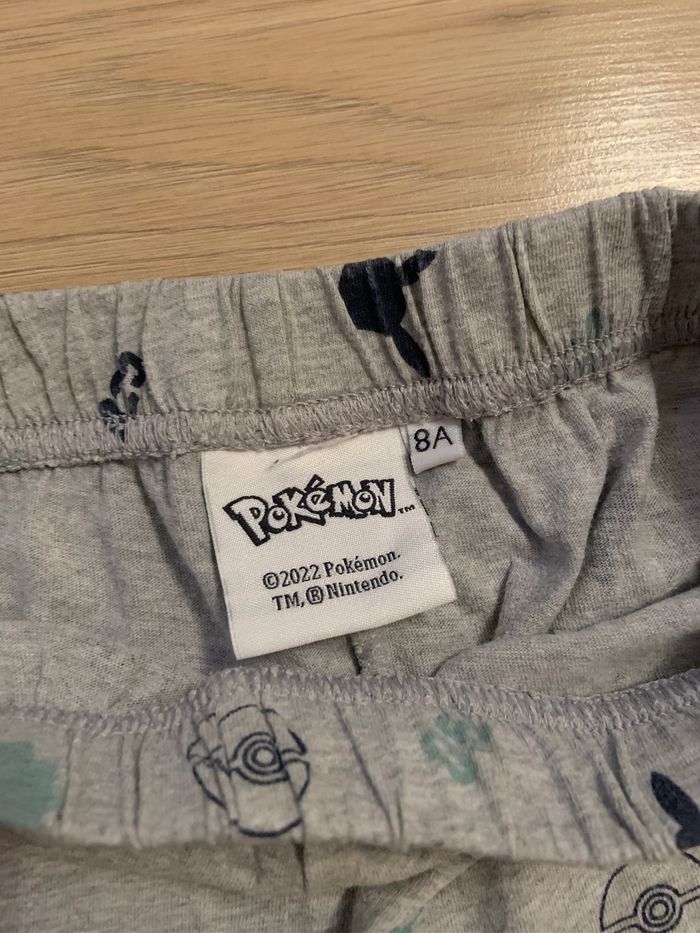 8A
POKÉMON™
©2022 Pokémon.
TM,® Nintendo.